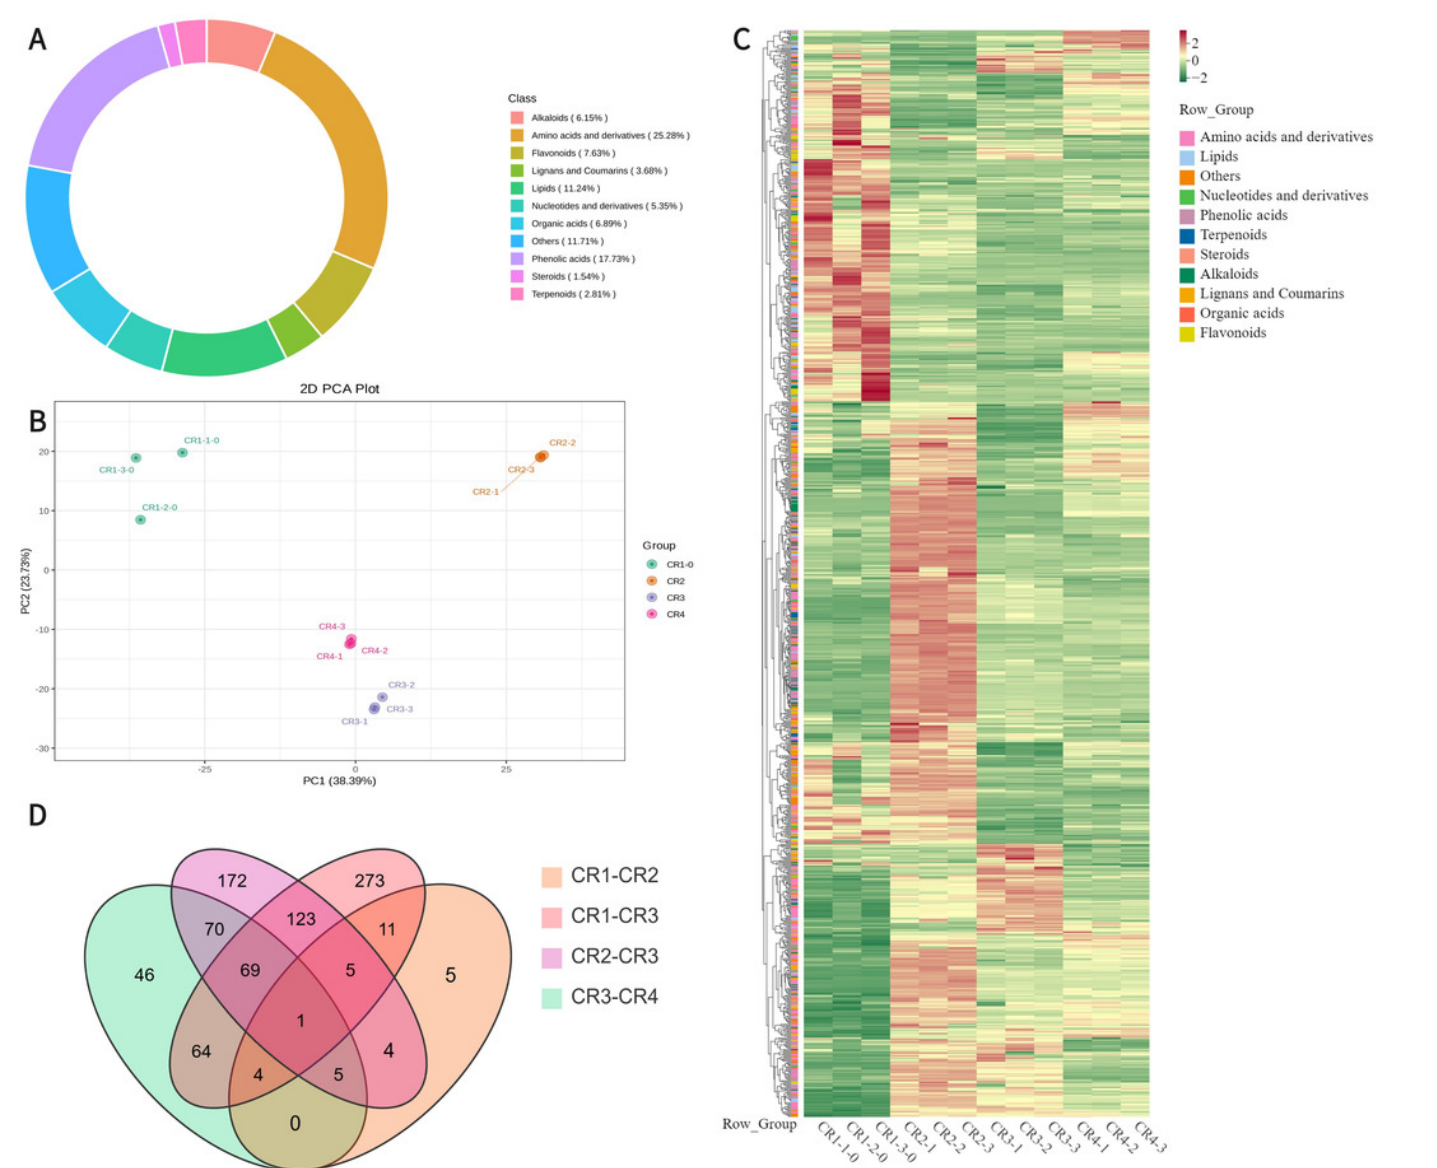 A
Class
Alkaloids ( 6.15% )
Amino acids and derivatives ( 25.28% )
Flavonoids ( 7.63% )
Lignans and Coumarins ( 3.68% )
Lipids ( 11.24% )
Nucleotides and derivatives ( 5.35% )
Organic acids ( 6.89% )
Others ( 11.71% )
Phenolic acids ( 17.73% )
Steroids ( 1.54% )
Terpenoids ( 2.81% )
B
2D PCA Plot
CR1-1-0
CR1-3-0
CR1-2-0
CR2-2
CR2-3
CR2-1
CR4-3
CR4-1
CR4-2
CR3-2
CR3-3
CR3-1
20
10
0
-10
-20
-30
-25
0
25
PC1 (38.39%)
PC2 (23.73%)
Group
CR1-0
CR2
CR3
CR4
C
2
0
−2
Row_Group
Amino acids and derivatives
Lipids
Others
Nucleotides and derivatives
Phenolic acids
Terpenoids
Steroids
Alkaloids
Lignans and Coumarins
Organic acids
Flavonoids
Row_Group
CR1-1-0
CR1-2-0
CR1-3-0
CR2-1
CR2-2
CR2-3
CR3-1
CR3-2
CR3-3
CR4-1
CR4-2
CR4-3
D
172
273
70
123
11
46
69
5
5
1
64
4
4
5
0
CR1-CR2
CR1-CR3
CR2-CR3
CR3-CR4